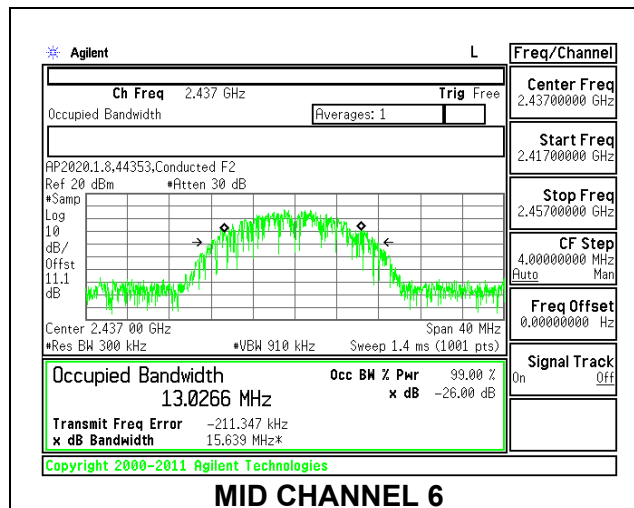 Agilent L
Freq/Channel
Ch Freq 2.437 GHz Trig Free
Occupied Bandwidth Averages: 1
AP2020.1.8,44353,Conducted F2
Ref 20 dBm #Atten 30 dB
#Samp
Log
10
dB/
Offst
11.1
dB
Center 2.437 00 GHz Span 40 MHz
#Res BW 300 kHz #VBW 910 kHz Sweep 1.4 ms (1001 pts)
Occupied Bandwidth Occ BW % Pwr 99.00 %
13.0266 MHz x dB -26.00 dB
Transmit Freq Error -211.347 kHz
x dB Bandwidth 15.639 MHz*
Copyright 2000-2011 Agilent Technologies
Center Freq
2.43700000 GHz
Start Freq
2.41700000 GHz
Stop Freq
2.45700000 GHz
CF Step
4.00000000 MHz
Auto Man
Freq Offset
0.00000000 Hz
Signal Track
On Off
MID CHANNEL 6